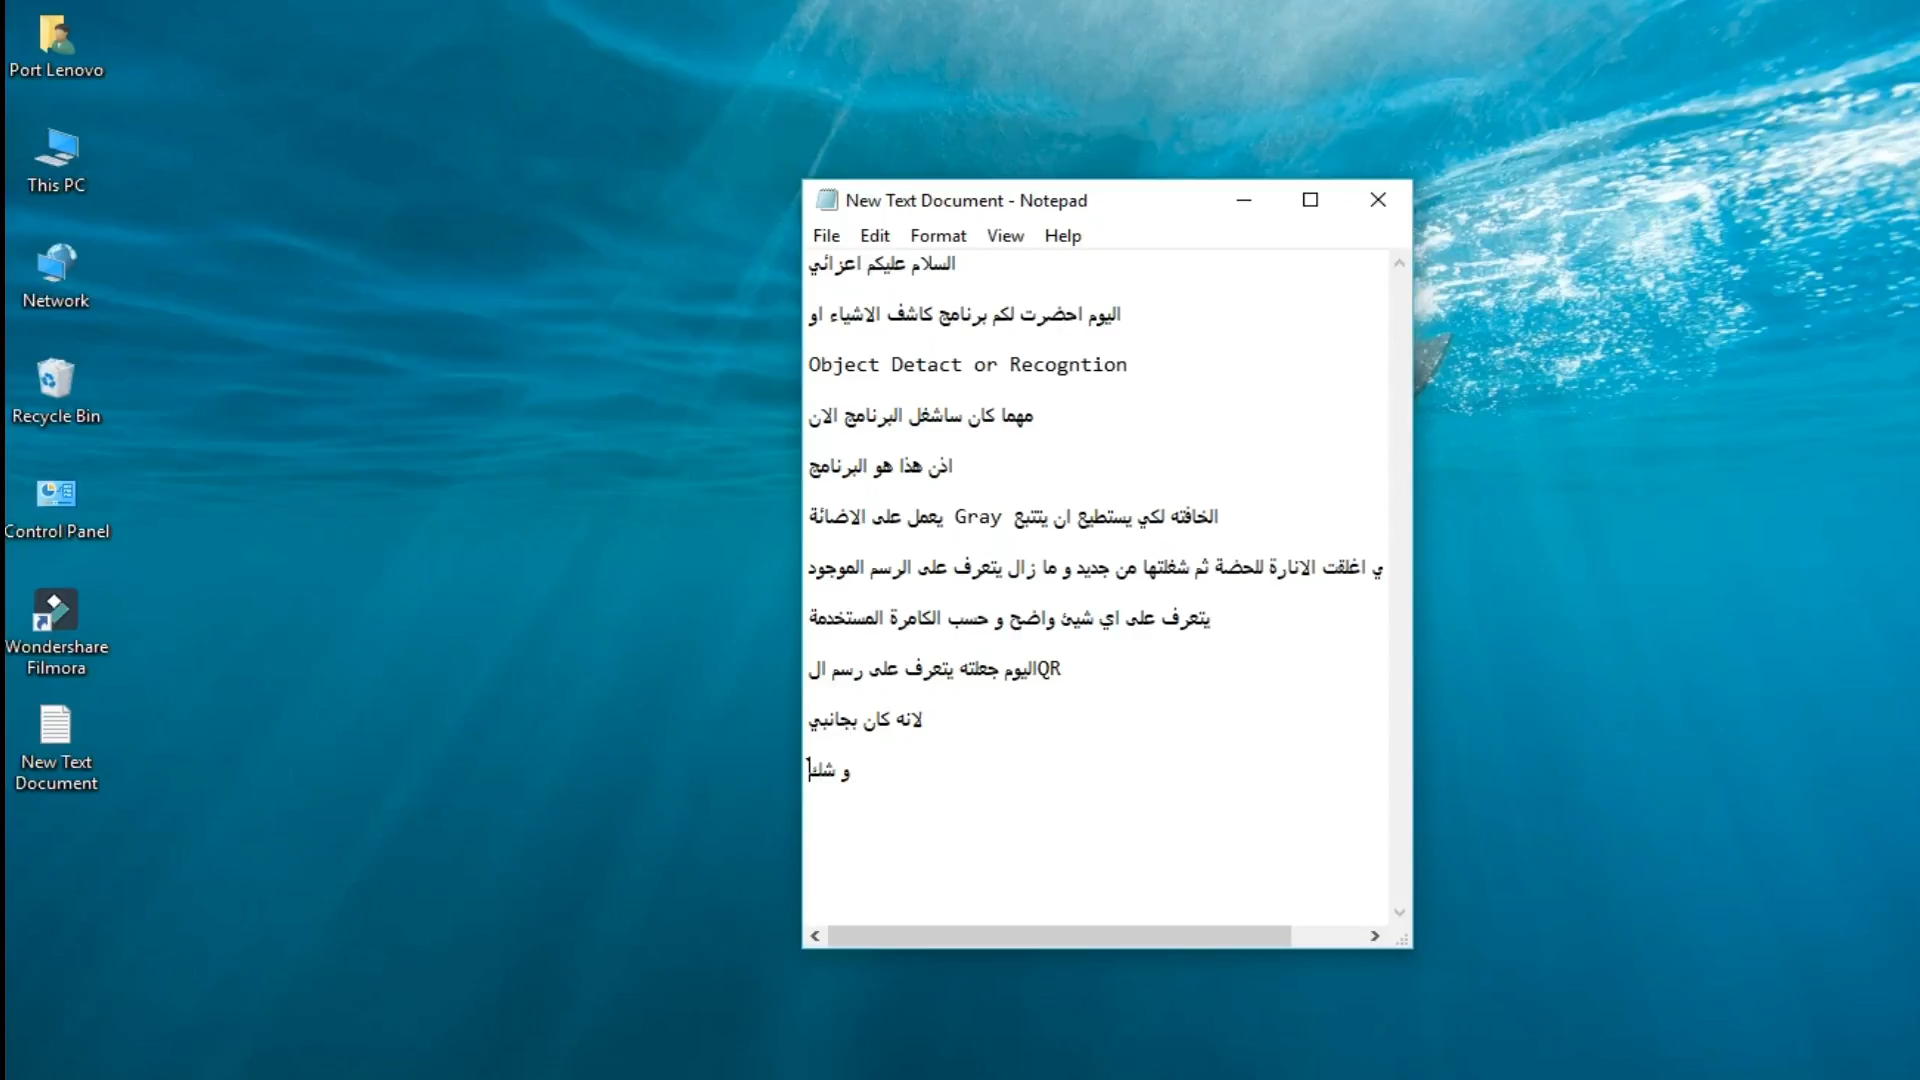 Port Lenovo
This PC
Network
Recycle Bin
Control Panel
Wondershare
Filmora
New Text
Document
New Text Document - Notepad
File Edit Format View Help
السلام عليكم اعزائي
اليوم احضرت لكم برنامج كاشف الاشياء او
Object Detact or Recogntion
مهما كان ساشغل البرنامج الان
اذن هذا هو البرنامج
يعمل على الاضائة Gray الخافته لكي يستطيع ان يتتبع
ي اغلقت الانارة للحضة ثم شغلتها من جديد و ما زال يتعرف على الرسم الموجود
يتعرف على اي شيئ واضح و حسب الكامرة المستخدمة
اليوم جعلته يتعرف على رسم الQR
لانه كان بجانبي
و شك